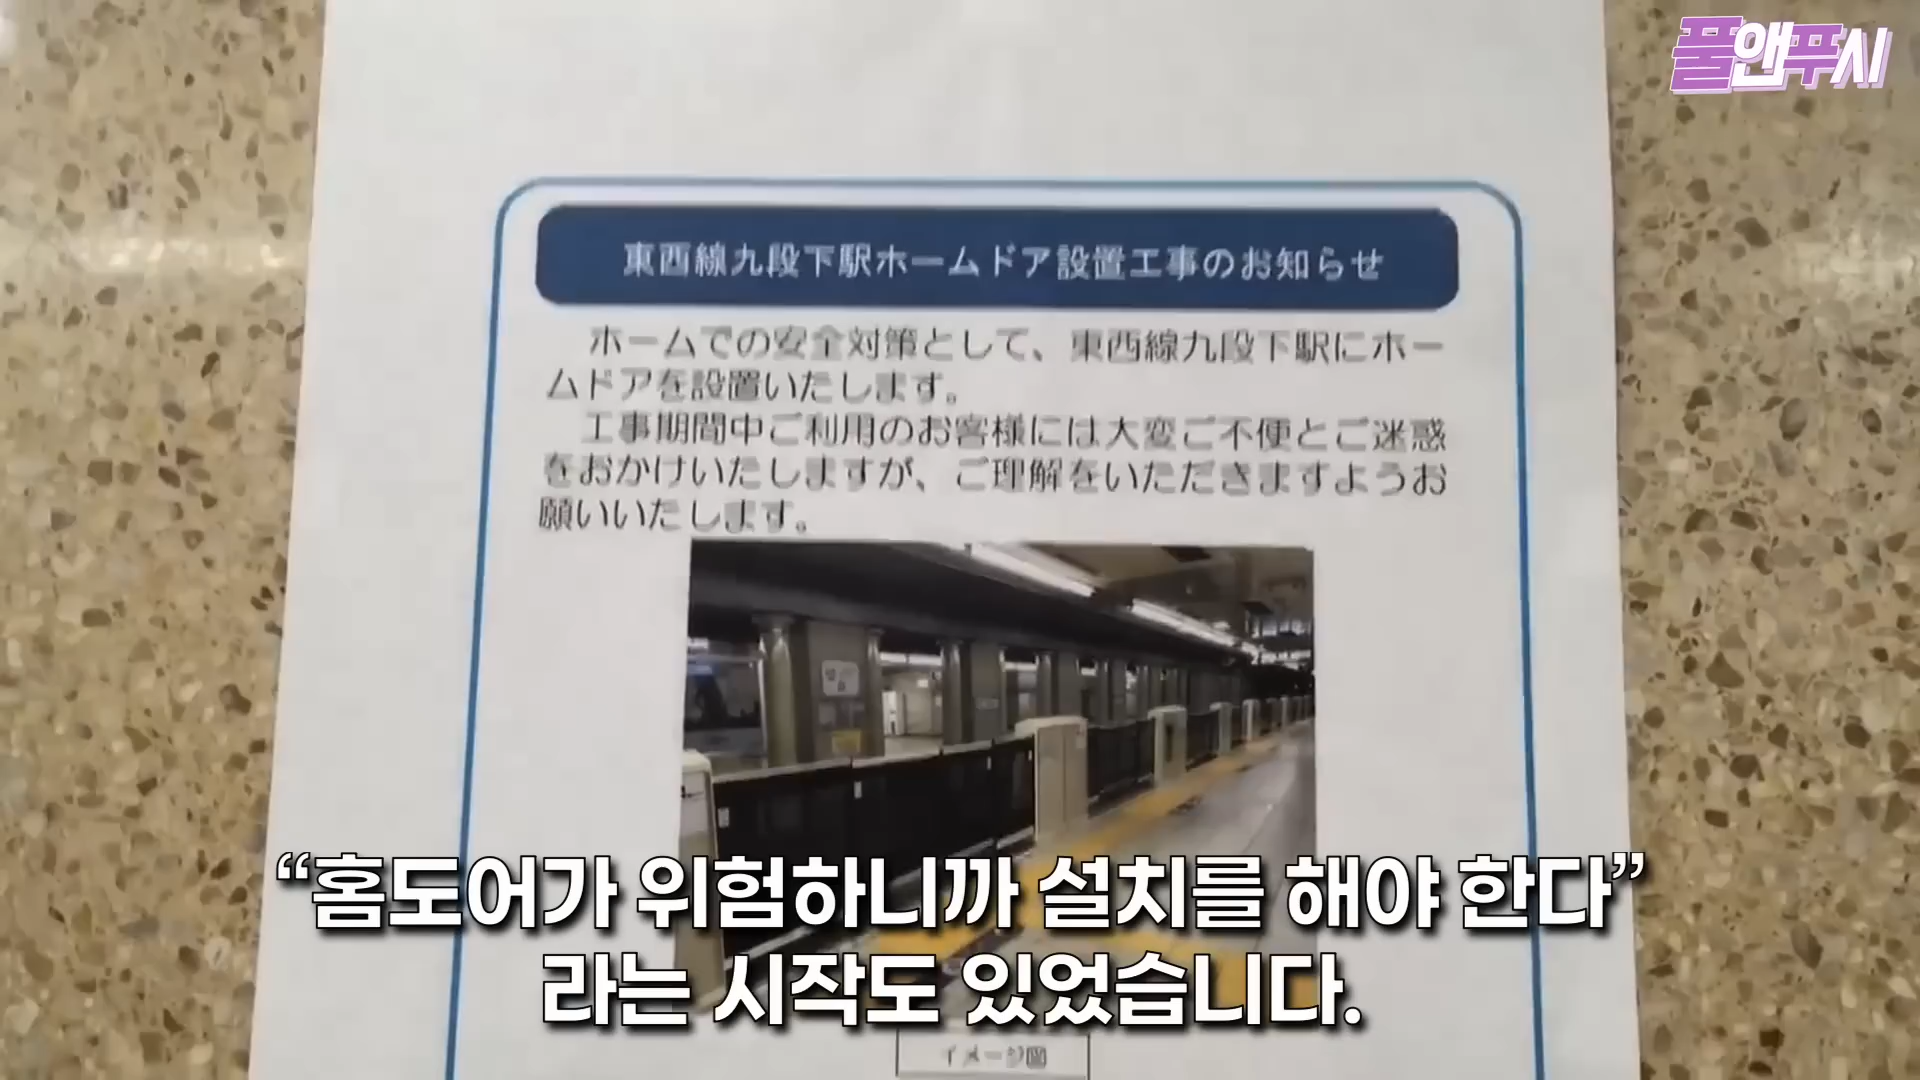 풀앤푸시
東西線九段下駅ホームドア設置工事のお知らせ
ホームでの安全対策として、東西線九段下駅にホー
ムドアを設置いたします。
工事期間中ご利用のお客様には大変ご不便とご迷惑
をおかけいたしますが、ご理解をいただきますようお
願いいたします。
“홈도어가 위험하니까 설치를 해야 한다”
라는 시작도 있었습니다.
イメージ図